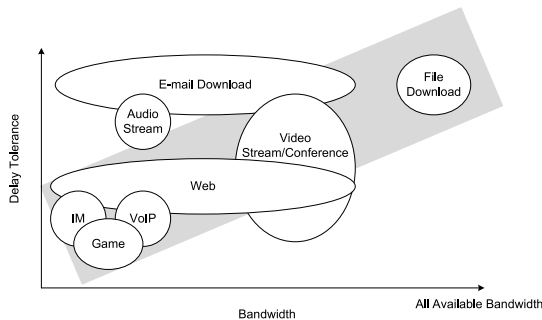 E-mail Download
File
Download
Audio
Stream
Video
Stream/Conference
Web
IM
VoIP
Game
Delay Tolerance
Bandwidth
All Available Bandwidth